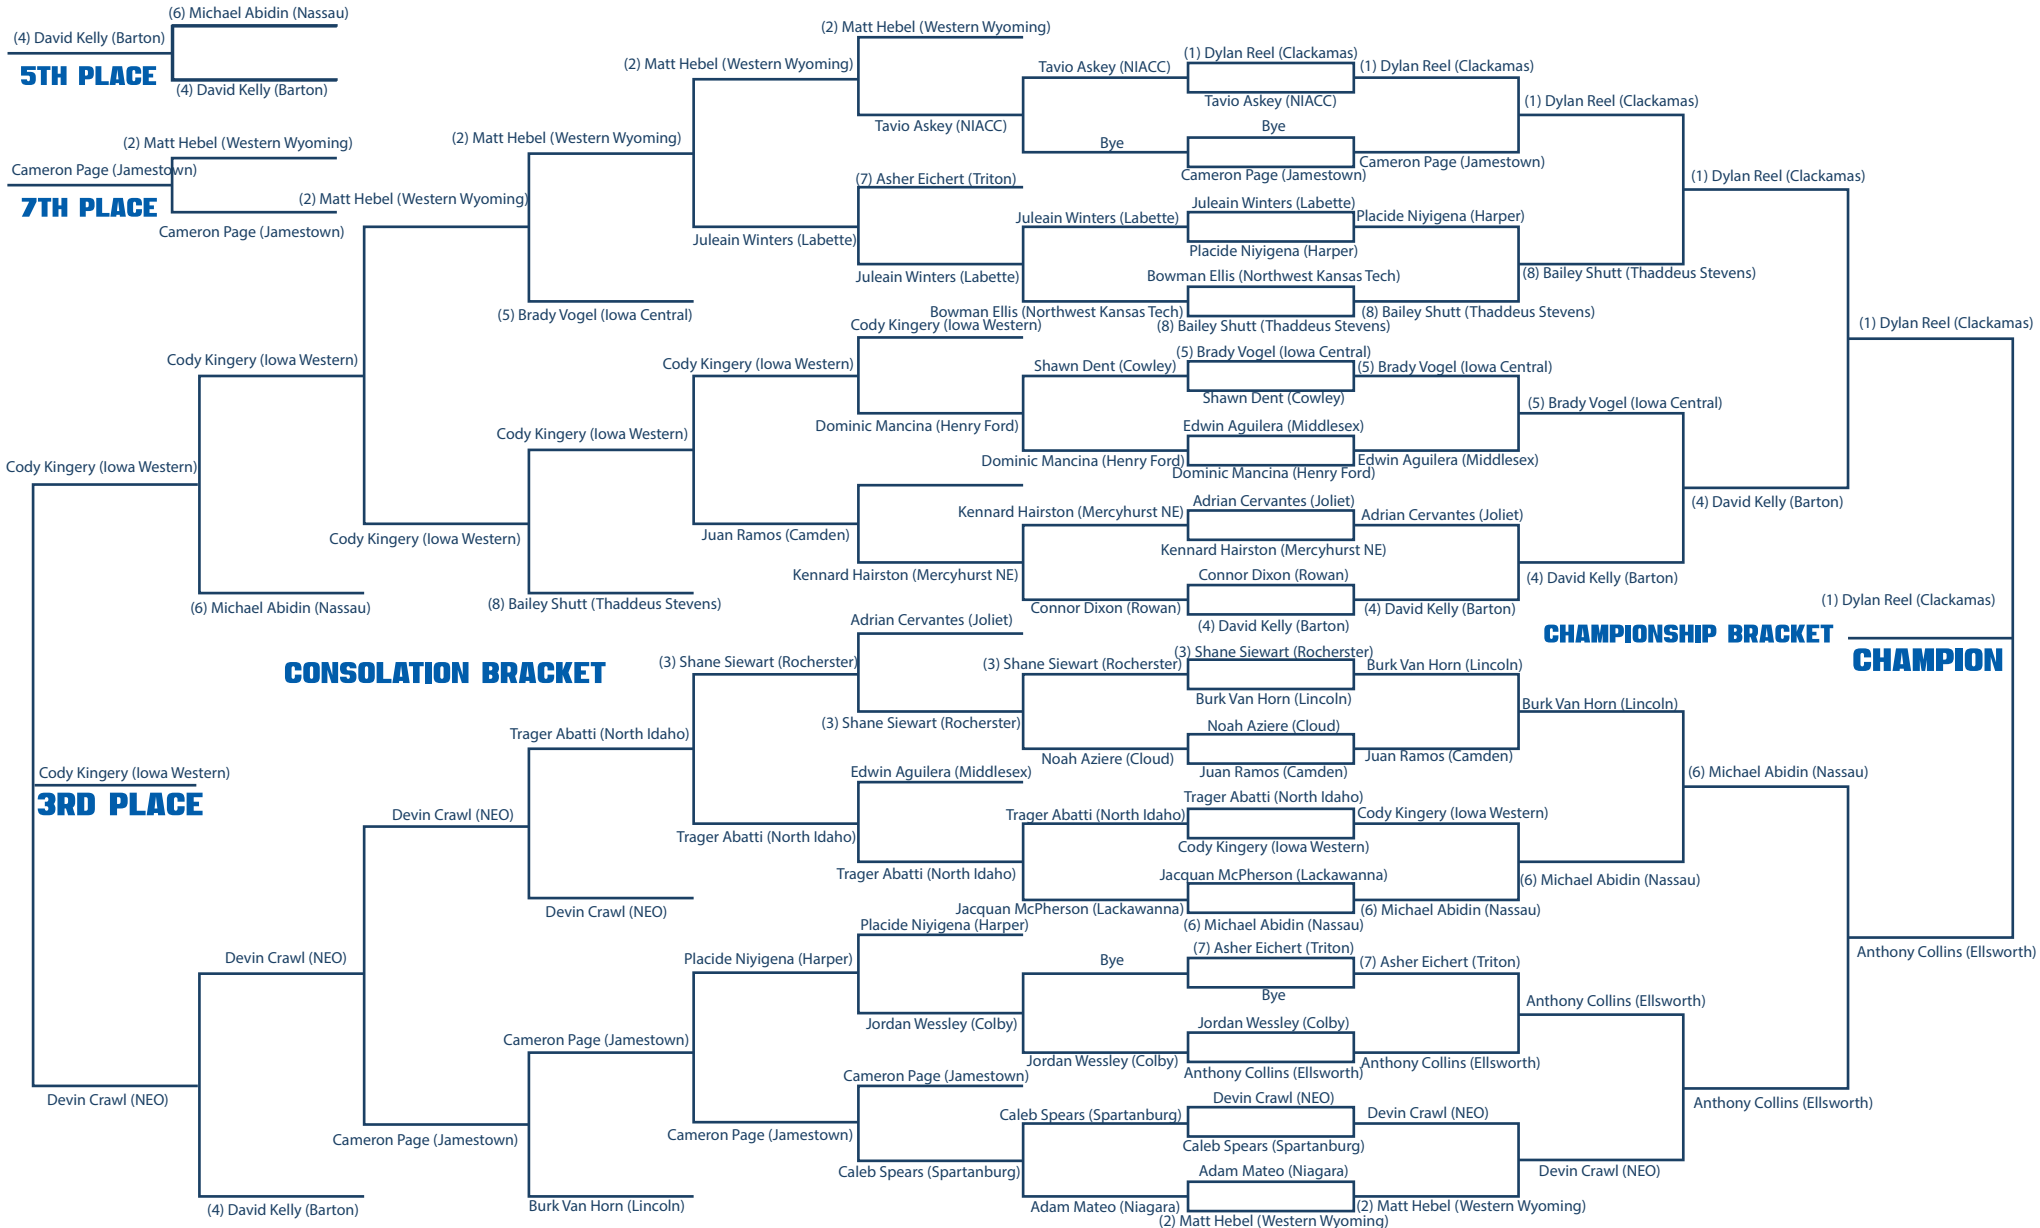 (6) Michael Abidin (Nassau)
(4) David Kelly (Barton)
5TH PLACE
(4) David Kelly (Barton)
(2) Matt Hebel (Western Wyoming)
Cameron Page (Jamestown)
7TH PLACE
Cameron Page (Jamestown)
(2) Matt Hebel (Western Wyoming)
Cody Kingery (Iowa Western)
Cody Kingery (Iowa Western)
(6) Michael Abidin (Nassau)
Cody Kingery (Iowa Western)
(2) Matt Hebel (Western Wyoming)
(5) Brady Vogel (Iowa Central)
Cody Kingery (Iowa Western)
(8) Bailey Shutt (Thaddeus Stevens)
(2) Matt Hebel (Western Wyoming)
Juleain Winters (Labette)
Cody Kingery (Iowa Western)
Juan Ramos (Camden)
(2) Matt Hebel (Western Wyoming)
Tavio Askey (NIACC)
(7) Asher Eichert (Triton)
Juleain Winters (Labette)
Cody Kingery (Iowa Western)
Dominic Mancina (Henry Ford)
Kennard Hairston (Mercyhurst NE)
Tavio Askey (NIACC)
Bye
Juleain Winters (Labette)
Bowman Ellis (Northwest Kansas Tech)
Shawn Dent (Cowley)
Dominic Mancina (Henry Ford)
Kennard Hairston (Mercyhurst NE)
Connor Dixon (Rowan)
(1) Dylan Reel (Clackamas)
Tavio Askey (NIACC)
Bye
Cameron Page (Jamestown)
Juleain Winters (Labette)
Placide Niyigena (Harper)
Bowman Ellis (Northwest Kansas Tech)
(8) Bailey Shutt (Thaddeus Stevens)
(5) Brady Vogel (Iowa Central)
Shawn Dent (Cowley)
Edwin Aguilera (Middlesex)
Dominic Mancina (Henry Ford)
Adrian Cervantes (Joliet)
Kennard Hairston (Mercyhurst NE)
Connor Dixon (Rowan)
(4) David Kelly (Barton)
(1) Dylan Reel (Clackamas)
Cameron Page (Jamestown)
Placide Niyigena (Harper)
(8) Bailey Shutt (Thaddeus Stevens)
(5) Brady Vogel (Iowa Central)
Edwin Aguilera (Middlesex)
Adrian Cervantes (Joliet)
(4) David Kelly (Barton)
(1) Dylan Reel (Clackamas)
(8) Bailey Shutt (Thaddeus Stevens)
(5) Brady Vogel (Iowa Central)
(4) David Kelly (Barton)
(1) Dylan Reel (Clackamas)
(4) David Kelly (Barton)
(1) Dylan Reel (Clackamas)
(1) Dylan Reel (Clackamas)
CHAMPIONSHIP BRACKET
CHAMPION
CONSOLATION BRACKET
Cody Kingery (Iowa Western)
3RD PLACE
Devin Crawl (NEO)
Devin Crawl (NEO)
(4) David Kelly (Barton)
Devin Crawl (NEO)
Cameron Page (Jamestown)
Trager Abatti (North Idaho)
Devin Crawl (NEO)
Cameron Page (Jamestown)
Burk Van Horn (Lincoln)
(3) Shane Siewart (Rocherster)
Trager Abatti (North Idaho)
Placide Niyigena (Harper)
Cameron Page (Jamestown)
Adrian Cervantes (Joliet)
(3) Shane Siewart (Rocherster)
Edwin Aguilera (Middlesex)
Trager Abatti (North Idaho)
Placide Niyigena (Harper)
Jordan Wessley (Colby)
Cameron Page (Jamestown)
Caleb Spears (Spartanburg)
(3) Shane Siewart (Rocherster)
Noah Aziere (Cloud)
Trager Abatti (North Idaho)
Jacquan McPherson (Lackawanna)
Bye
Jordan Wessley (Colby)
Caleb Spears (Spartanburg)
Adam Mateo (Niagara)
(3) Shane Siewart (Rocherster)
Burk Van Horn (Lincoln)
Noah Aziere (Cloud)
Juan Ramos (Camden)
Trager Abatti (North Idaho)
Cody Kingery (Iowa Western)
Jacquan McPherson (Lackawanna)
(6) Michael Abidin (Nassau)
(7) Asher Eichert (Triton)
Bye
Jordan Wessley (Colby)
Anthony Collins (Ellsworth)
Devin Crawl (NEO)
Caleb Spears (Spartanburg)
Adam Mateo (Niagara)
(2) Matt Hebel (Western Wyoming)
Burk Van Horn (Lincoln)
Juan Ramos (Camden)
Cody Kingery (Iowa Western)
(6) Michael Abidin (Nassau)
(7) Asher Eichert (Triton)
Anthony Collins (Ellsworth)
Devin Crawl (NEO)
(2) Matt Hebel (Western Wyoming)
Burk Van Horn (Lincoln)
(6) Michael Abidin (Nassau)
Anthony Collins (Ellsworth)
Devin Crawl (NEO)
(6) Michael Abidin (Nassau)
Anthony Collins (Ellsworth)
Anthony Collins (Ellsworth)